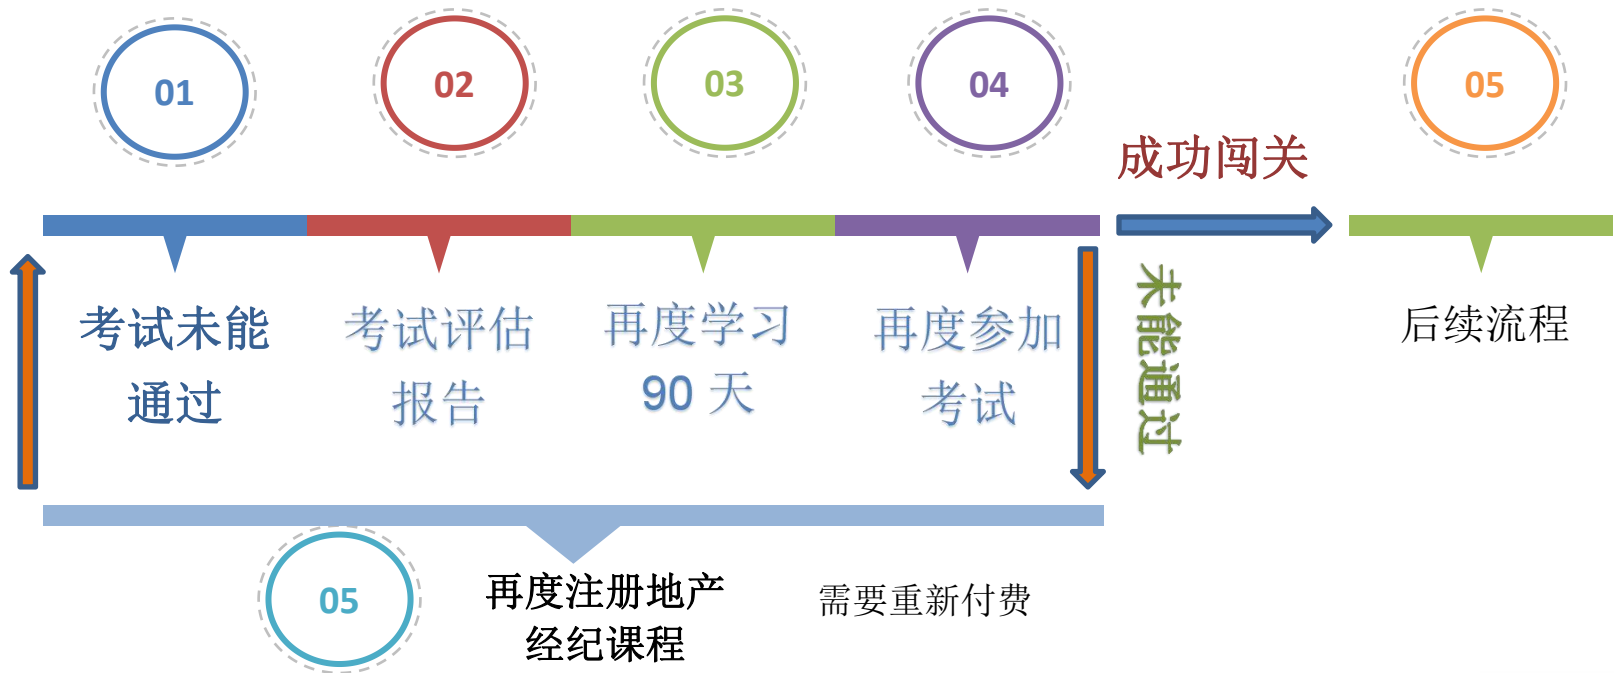 01
02
03
04
05
成功闯关
考试未能
通过
考试评估
报告
再度学习
90 天
再度参加
考试
未能通过
后续流程
05
再度注册地产
经纪课程
需要重新付费